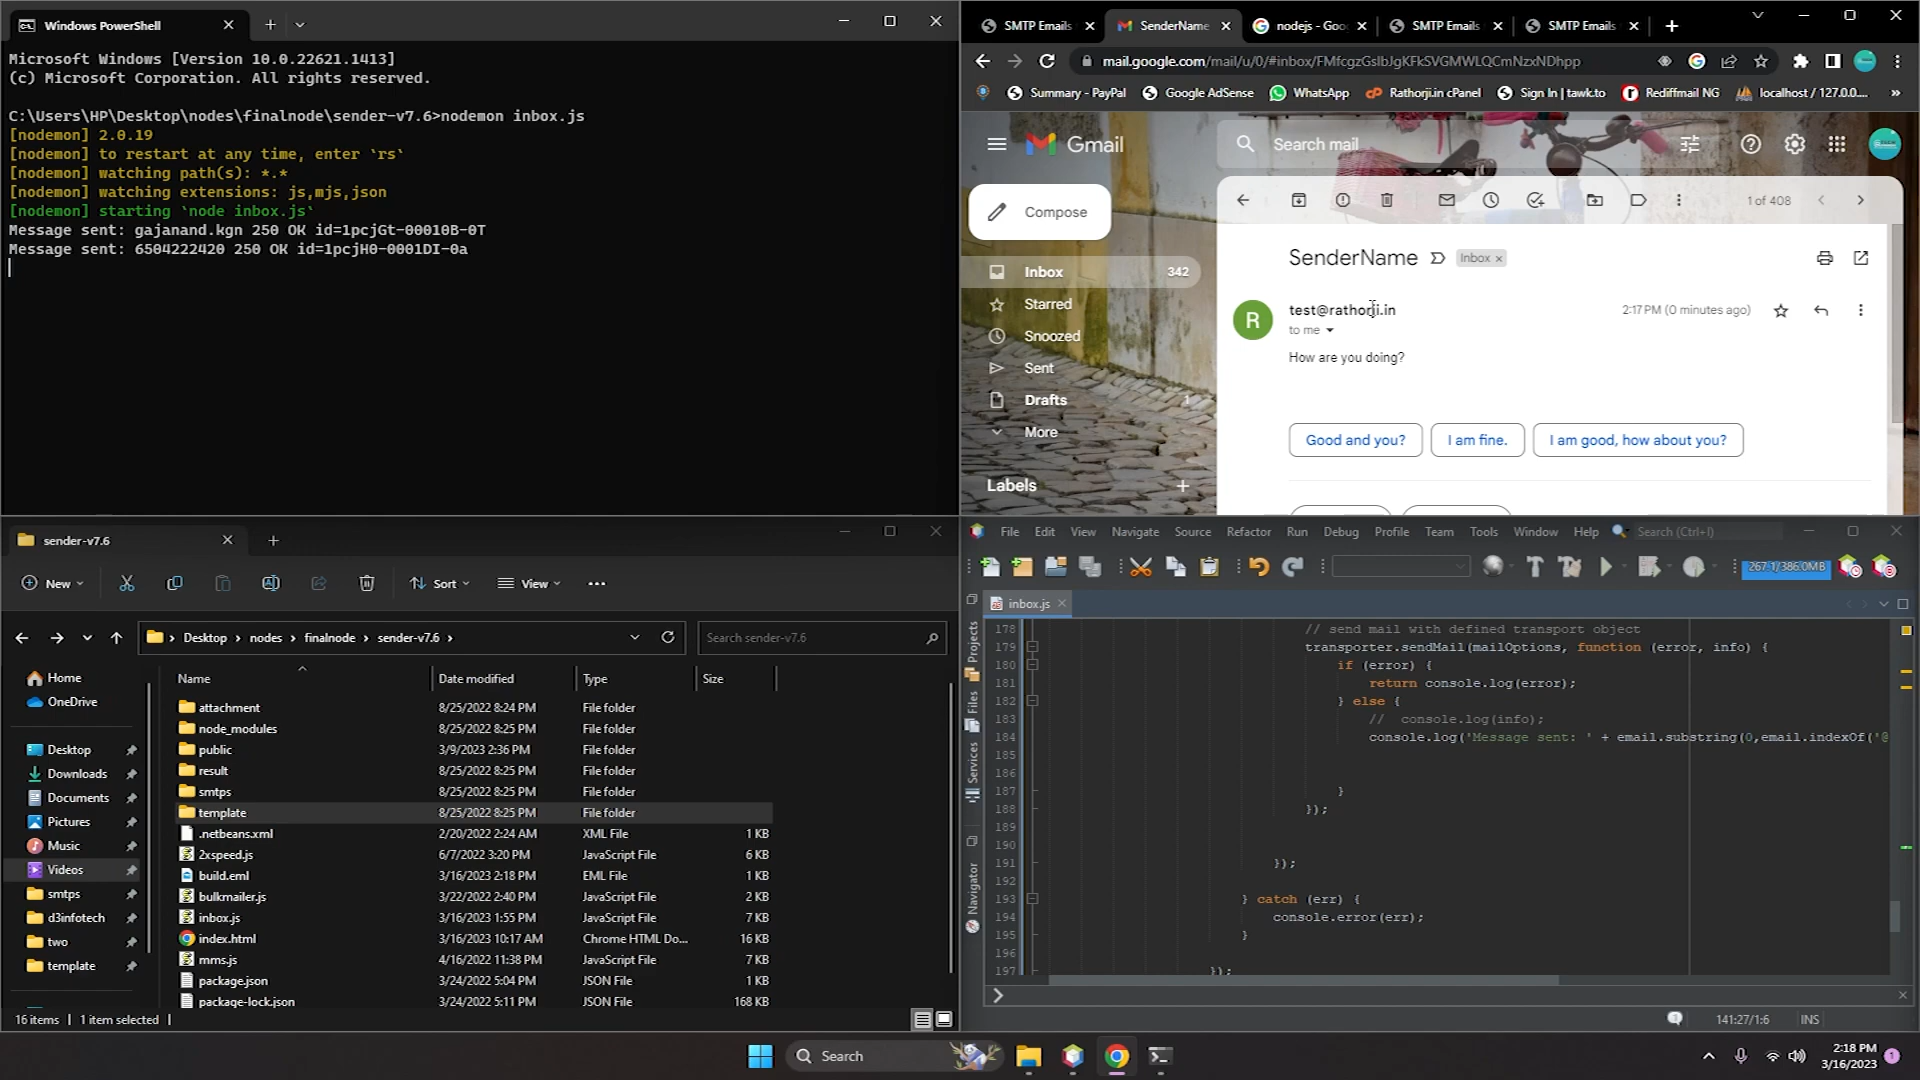 Windows PowerShell
Microsoft Windows [Version 10.0.22621.1413]
(c) Microsoft Corporation. All rights reserved.
C:\Users\HP\Desktop\nodes\finalnode\sender-v7.6>nodemon inbox.js
[nodemon] 2.0.19
[nodemon] to restart at any time, enter `rs`
[nodemon] watching path(s): *.*
[nodemon] watching extensions: js,mjs,json
[nodemon] starting `node inbox.js`
Message sent: gajanand.kgn 250 OK id=1pcjGt-00010B-0T
Message sent: 6504222420 250 OK id=1pcjH0-0001DI-0a
SMTP Emails
SenderName
nodejs - Goo
SMTP Emails
SMTP Emails
mail.google.com/mail/u/0/#inbox/FMfcgzGslbJgKFkSVGMWLQCmNzxNDhpp
Summary - PayPal
Google AdSense
WhatsApp
Rathorji.in cPanel
Sign In | tawk.to
Rediffmail NG
localhost / 127.0.0....
»
Gmail
Search mail
Compose
1 of 408
Inbox 342
Starred
Snoozed
Sent
Drafts 1
More
Labels
SenderName
Inbox ×
R
test@rathorji.in
2:17 PM (0 minutes ago)
to me
How are you doing?
Good and you?
I am fine.
I am good, how about you?
sender-v7.6
New
Sort
View
Desktop > nodes > finalnode > sender-v7.6 >
Search sender-v7.6
Home
OneDrive
Desktop
Downloads
Documents
Pictures
Music
Videos
smtps
d3infotech
two
template
Name Date modified Type Size
attachment 8/25/2022 8:24 PM File folder
node_modules 8/25/2022 8:25 PM File folder
public 3/9/2023 2:36 PM File folder
result 8/25/2022 8:25 PM File folder
smtps 8/25/2022 8:25 PM File folder
template 8/25/2022 8:25 PM File folder
.netbeans.xml 2/20/2022 2:24 AM XML File 1 KB
2xspeed.js 6/7/2022 3:20 PM JavaScript File 6 KB
build.eml 3/16/2023 2:18 PM EML File 1 KB
bulkmailer.js 3/22/2022 2:40 PM JavaScript File 2 KB
inbox.js 3/16/2023 1:55 PM JavaScript File 7 KB
index.html 3/16/2023 10:17 AM Chrome HTML Do... 16 KB
mms.js 4/16/2022 11:38 PM JavaScript File 7 KB
package.json 3/24/2022 5:04 PM JSON File 1 KB
package-lock.json 3/24/2022 5:11 PM JSON File 168 KB
16 items | 1 item selected |
File Edit View Navigate Source Refactor Run Debug Profile Team Tools Window Help
Search (Ctrl+I)
267.1/386.0MB
inbox.js
Projects
Files
Services
Navigator
178 // send mail with defined transport object
179 transporter.sendMail(mailOptions, function (error, info) {
180 if (error) {
181 return console.log(error);
182 } else {
183 // console.log(info);
184 console.log('Message sent: ' + email.substring(0,email.indexOf('@
185
186
187 }
188 });
189
190
191 });
192
193 } catch (err) {
194 console.error(err);
195 }
196
197 });
141:27/1:6 INS
Search
2:18 PM
3/16/2023
1